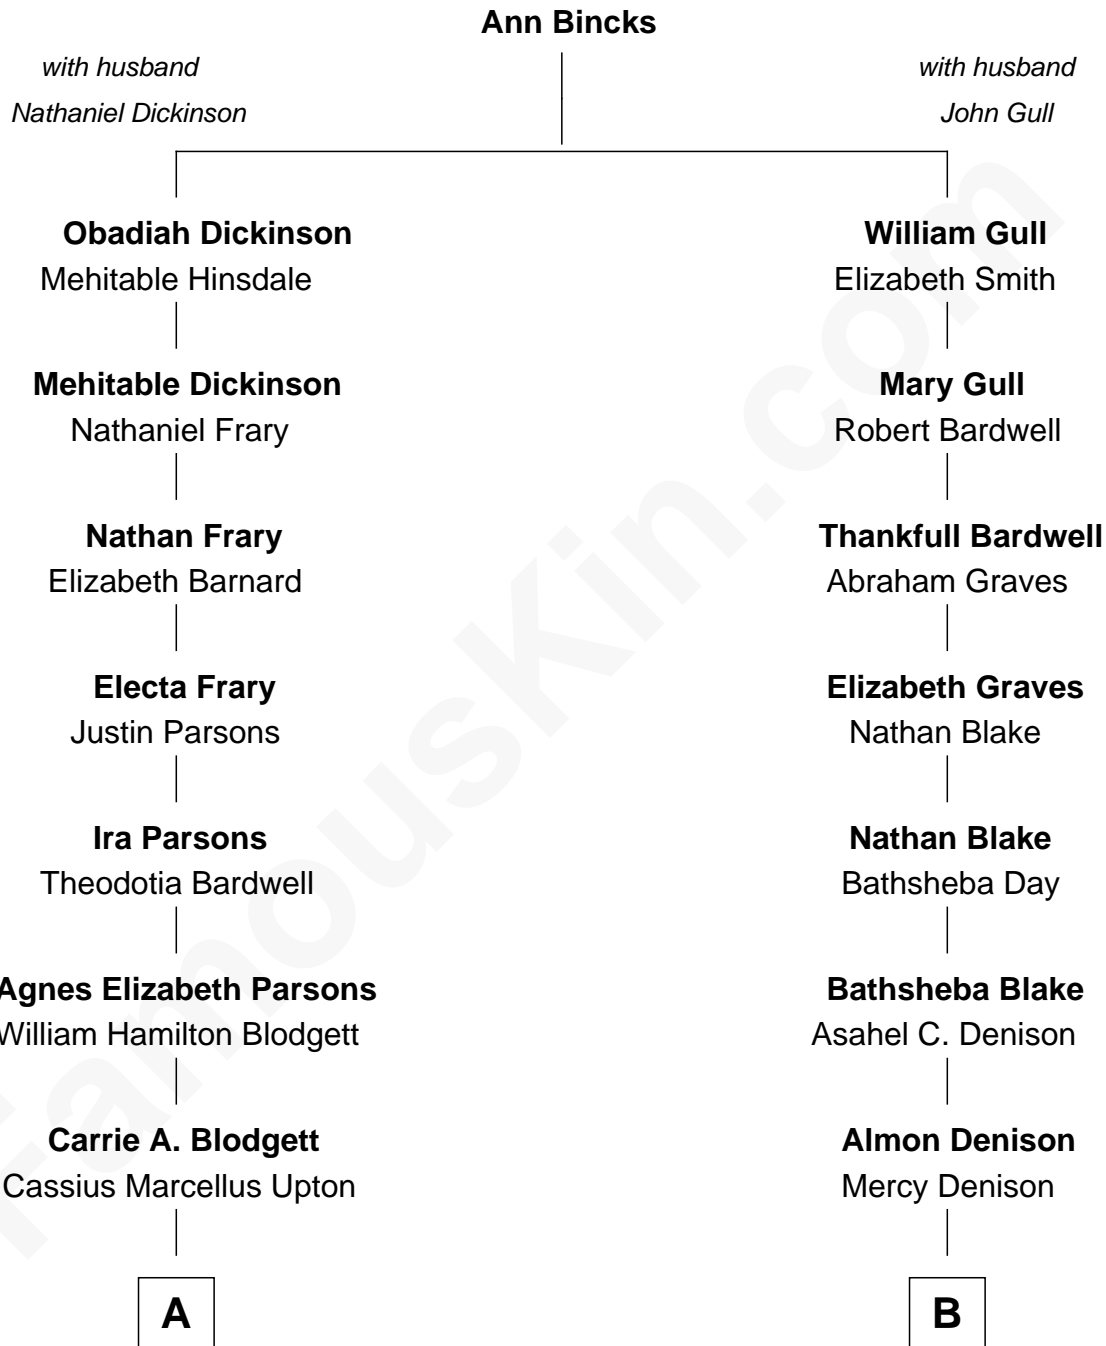 Ann Bincks
with husband
Nathaniel Dickinson
with husband
John Gull
Obadiah Dickinson
Mehitable Hinsdale
William Gull
Elizabeth Smith
Mehitable Dickinson
Nathaniel Frary
Mary Gull
Robert Bardwell
Nathan Frary
Elizabeth Barnard
Thankfull Bardwell
Abraham Graves
Electa Frary
Justin Parsons
Elizabeth Graves
Nathan Blake
Ira Parsons
Theodotia Bardwell
Nathan Blake
Bathsheba Day
Agnes Elizabeth Parsons
William Hamilton Blodgett
Bathsheba Blake
Asahel C. Denison
Carrie A. Blodgett
Cassius Marcellus Upton
Almon Denison
Mercy Denison
A
B
FamousKin.com